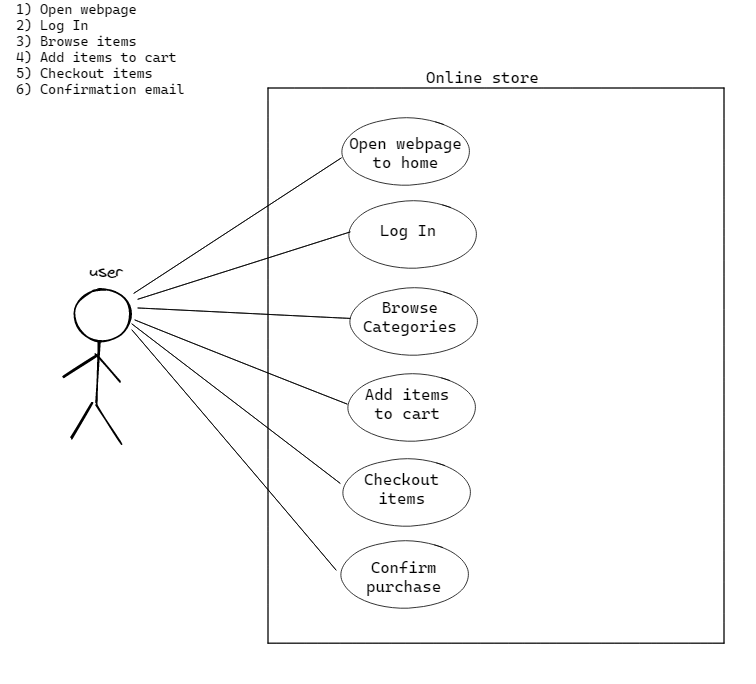 1) Open webpage
2) Log In
3) Browse items
4) Add items to cart
5) Checkout items
6) Confirmation email
Online store
Open webpage
to home
Log In
user
Browse
Categories
Add items
to cart
Checkout
items
Confirm
purchase